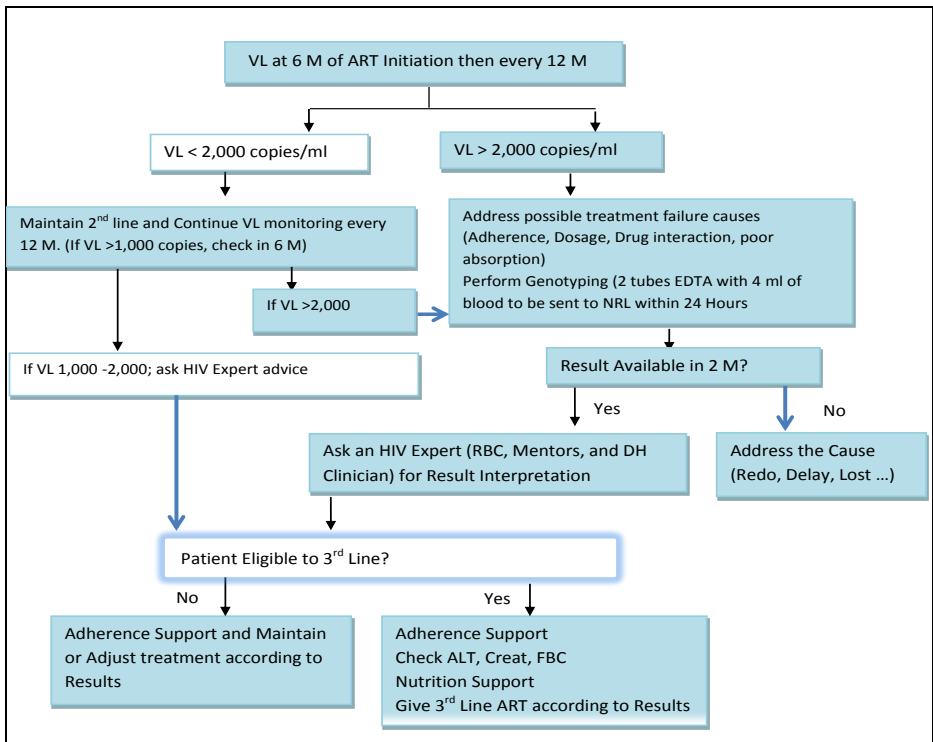 VL at 6 M of ART Initiation then every 12 M
VL < 2,000 copies/ml
VL > 2,000 copies/ml
Maintain 2nd line and Continue VL monitoring every
12 M. (If VL >1,000 copies, check in 6 M)
Address possible treatment failure causes
(Adherence, Dosage, Drug interaction, poor
absorption)
Perform Genotyping (2 tubes EDTA with 4 ml of
blood to be sent to NRL within 24 Hours
If VL >2,000
If VL 1,000 -2,000; ask HIV Expert advice
Result Available in 2 M?
Yes
No
Ask an HIV Expert (RBC, Mentors, and DH
Clinician) for Result Interpretation
Address the Cause
(Redo, Delay, Lost ...)
Patient Eligible to 3rd Line?
No
Yes
Adherence Support and Maintain
or Adjust treatment according to
Results
Adherence Support
Check ALT, Creat, FBC
Nutrition Support
Give 3rd Line ART according to Results